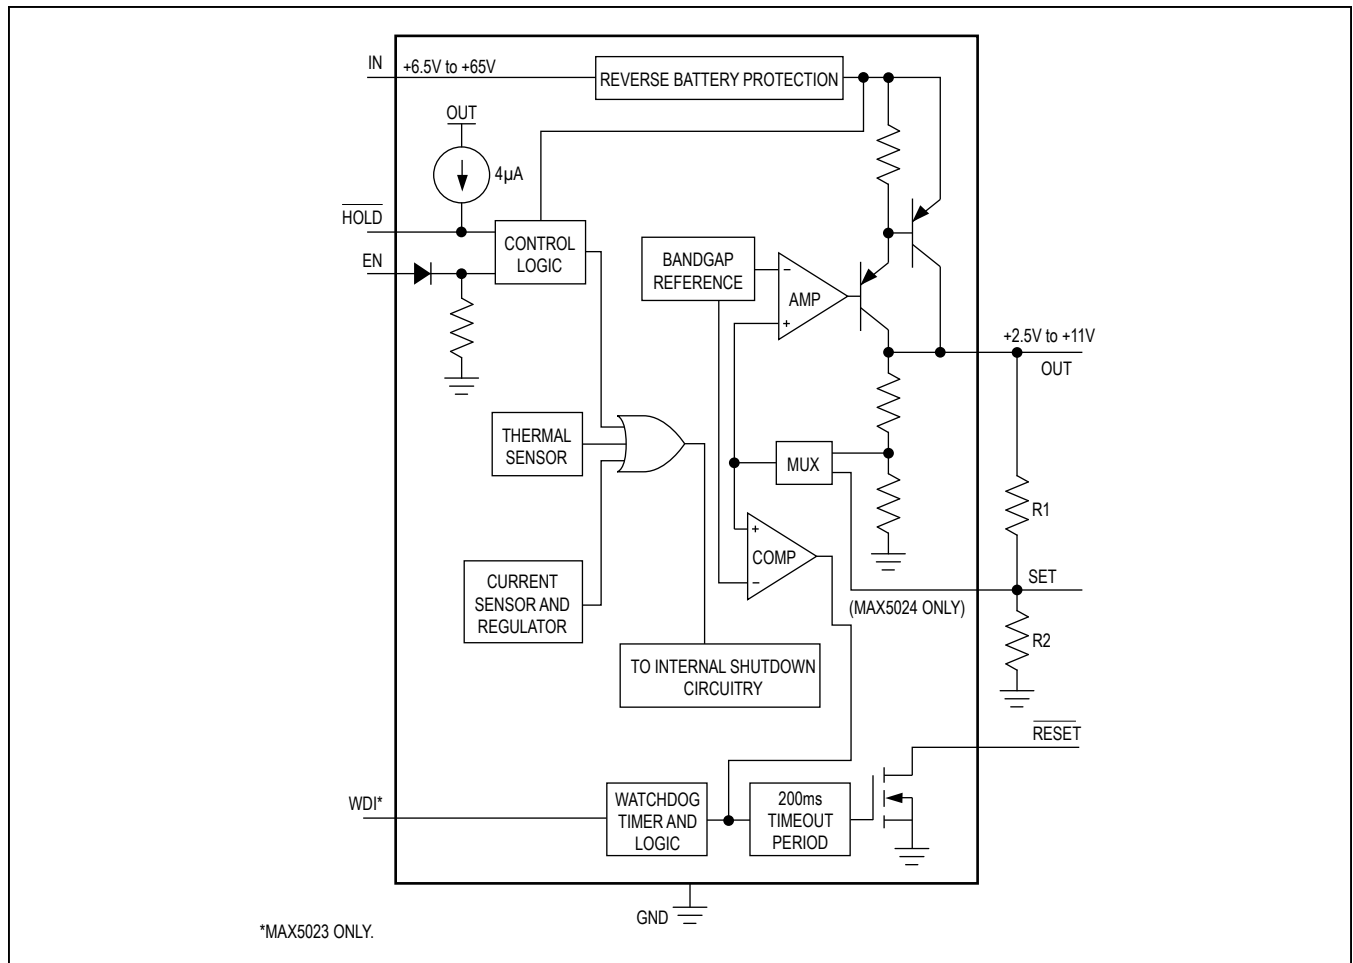 IN
+6.5V to +65V
REVERSE BATTERY PROTECTION
OUT
4µA
HOLD
EN
CONTROL
LOGIC
BANDGAP
REFERENCE
−
AMP
+
+2.5V to +11V
OUT
THERMAL
SENSOR
MUX
R1
+
COMP
−
CURRENT
SENSOR AND
REGULATOR
SET
(MAX5024 ONLY)
R2
TO INTERNAL SHUTDOWN
CIRCUITRY
RESET
WDI*
WATCHDOG
TIMER AND
LOGIC
200ms
TIMEOUT
PERIOD
GND
*MAX5023 ONLY.